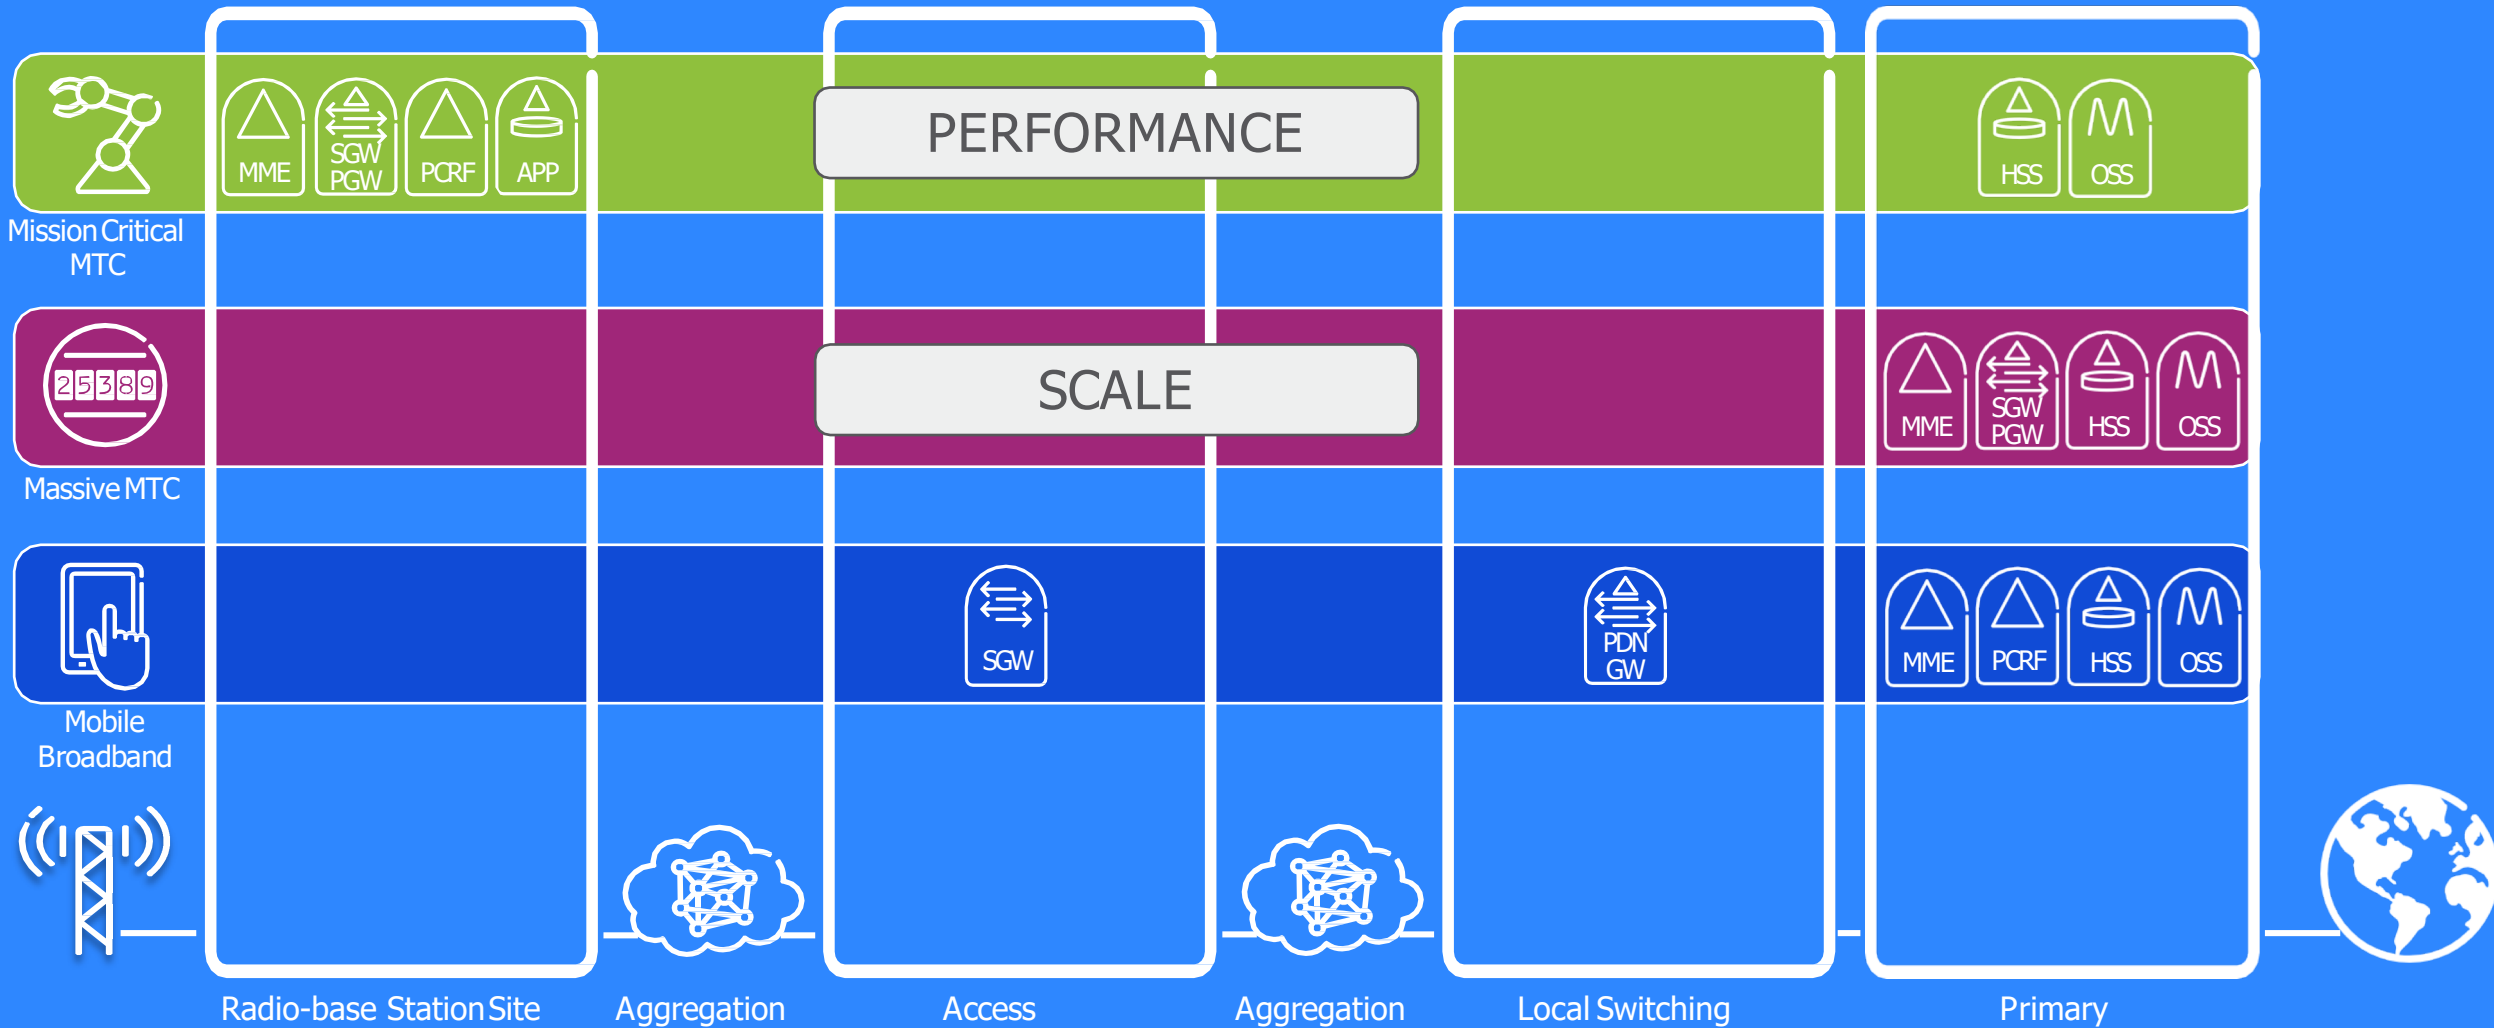 MME
SGW
PGW
PCRF
APP
PERFORMANCE
HSS
OSS
Mission Critical
MTC
25389
SCALE
MME
SGW
PGW
HSS
OSS
Massive MTC
SGW
PDN
GW
MME
PCRF
HSS
OSS
Mobile
Broadband
Radio-base Station Site
Aggregation
Access
Aggregation
Local Switching
Primary